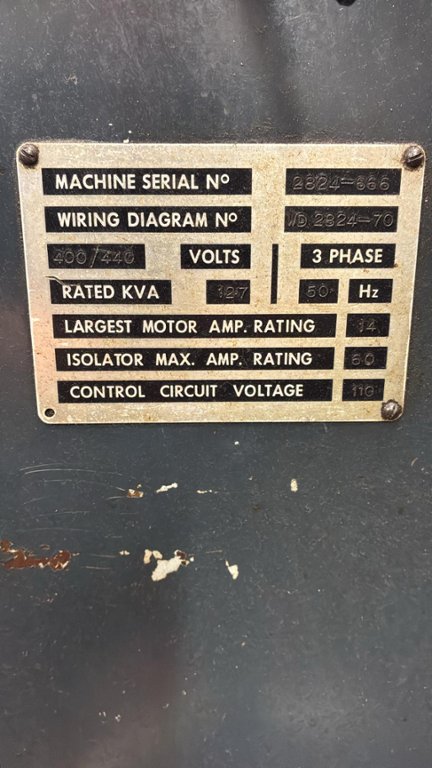 MACHINE SERIAL Nº 2824-666
WIRING DIAGRAM Nº WD 2824-70
400/440 VOLTS 3 PHASE
RATED KVA 12.7 50 Hz
LARGEST MOTOR AMP. RATING 14
ISOLATOR MAX. AMP. RATING 60
CONTROL CIRCUIT VOLTAGE 110